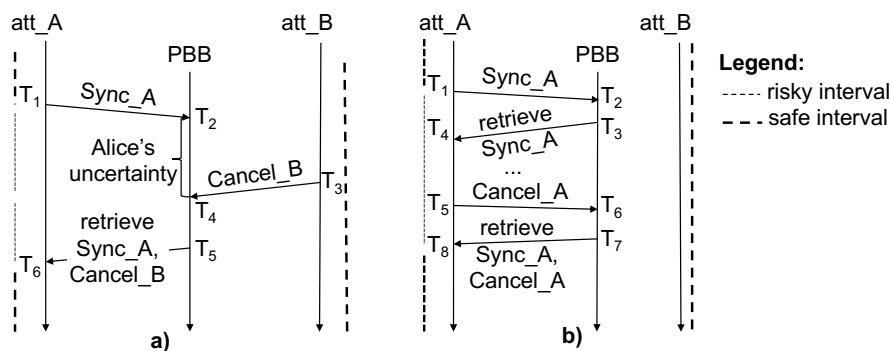 att_A
PBB
att_B
T1
Sync_A
T2
Alice's
uncertainty
Cancel_B
T3
T4
retrieve
Sync_A,
Cancel_B
T5
T6
a)
att_A
PBB
att_B
T1
Sync_A
T2
retrieve
T3
T4
Sync_A
...
Cancel_A
T5
T6
retrieve
T7
T8
Sync_A,
Cancel_A
b)
Legend:
risky interval
safe interval